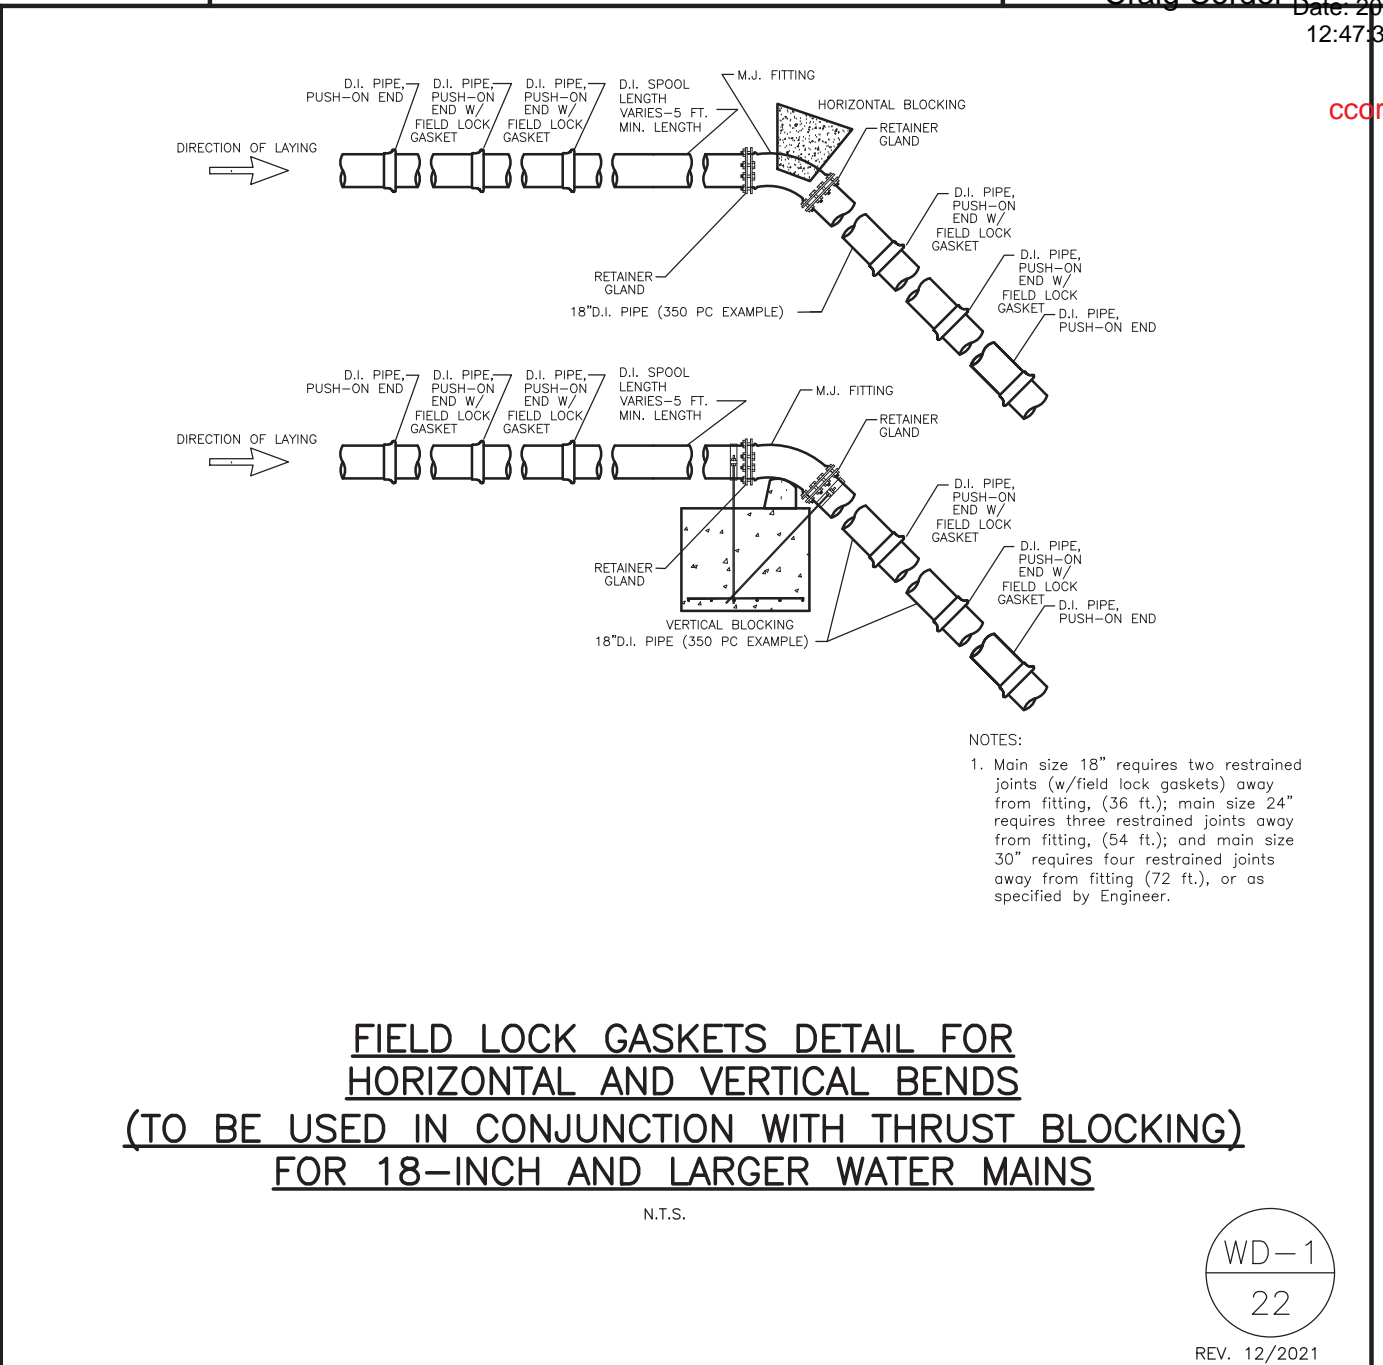 12:47:3
D.I. PIPE,
PUSH-ON END
D.I. PIPE,
PUSH-ON
END W/
FIELD LOCK
GASKET
D.I. PIPE,
PUSH-ON
END W/
FIELD LOCK
GASKET
D.I. SPOOL
LENGTH
VARIES-5 FT.
MIN. LENGTH
M.J. FITTING
HORIZONTAL BLOCKING
RETAINER
GLAND
DIRECTION OF LAYING
D.I. PIPE,
PUSH-ON
END W/
FIELD LOCK
GASKET
D.I. PIPE,
PUSH-ON
END W/
FIELD LOCK
GASKET
D.I. PIPE,
PUSH-ON END
RETAINER
GLAND
18"D.I. PIPE (350 PC EXAMPLE)
D.I. PIPE,
PUSH-ON END
D.I. PIPE,
PUSH-ON
END W/
FIELD LOCK
GASKET
D.I. PIPE,
PUSH-ON
END W/
FIELD LOCK
GASKET
D.I. SPOOL
LENGTH
VARIES-5 FT.
MIN. LENGTH
M.J. FITTING
RETAINER
GLAND
DIRECTION OF LAYING
D.I. PIPE,
PUSH-ON
END W/
FIELD LOCK
GASKET
D.I. PIPE,
PUSH-ON
END W/
FIELD LOCK
GASKET
D.I. PIPE,
PUSH-ON END
RETAINER
GLAND
VERTICAL BLOCKING
18"D.I. PIPE (350 PC EXAMPLE)
NOTES:
1. Main size 18" requires two restrained
joints (w/field lock gaskets) away
from fitting, (36 ft.); main size 24"
requires three restrained joints away
from fitting, (54 ft.); and main size
30" requires four restrained joints
away from fitting (72 ft.), or as
specified by Engineer.
FIELD LOCK GASKETS DETAIL FOR
HORIZONTAL AND VERTICAL BENDS
(TO BE USED IN CONJUNCTION WITH THRUST BLOCKING)
FOR 18-INCH AND LARGER WATER MAINS
N.T.S.
WD-1
22
REV. 12/2021